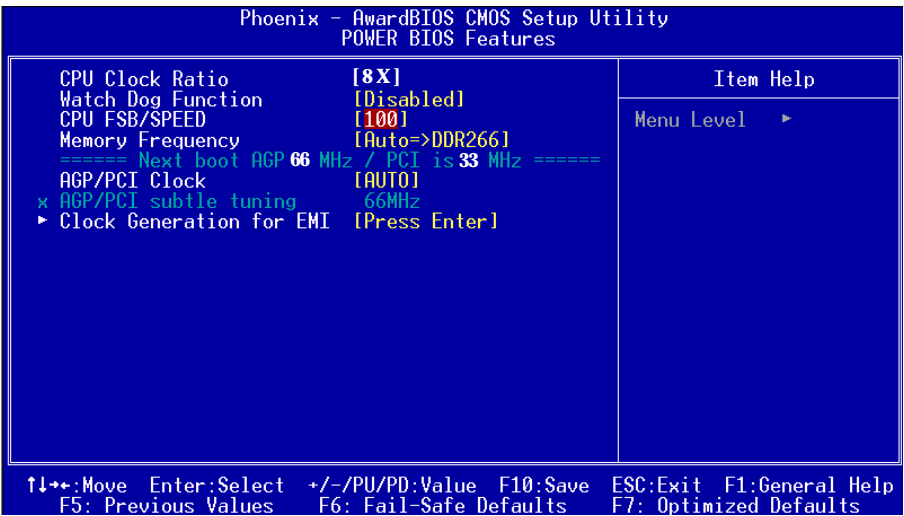 Phoenix - AwardBIOS CMOS Setup Utility
POWER BIOS Features
CPU Clock Ratio [8X]
Watch Dog Function [Disabled]
CPU FSB/SPEED [100]
Memory Frequency [Auto=>DDR266]
====== Next boot AGP 66 MHz / PCI is 33 MHz ======
AGP/PCI Clock [AUTO]
x AGP/PCI subtle tuning 66MHz
► Clock Generation for EMI [Press Enter]
Item Help
Menu Level ►
↑↓→←:Move Enter:Select +/-/PU/PD:Value F10:Save ESC:Exit F1:General Help
F5: Previous Values F6: Fail-Safe Defaults F7: Optimized Defaults